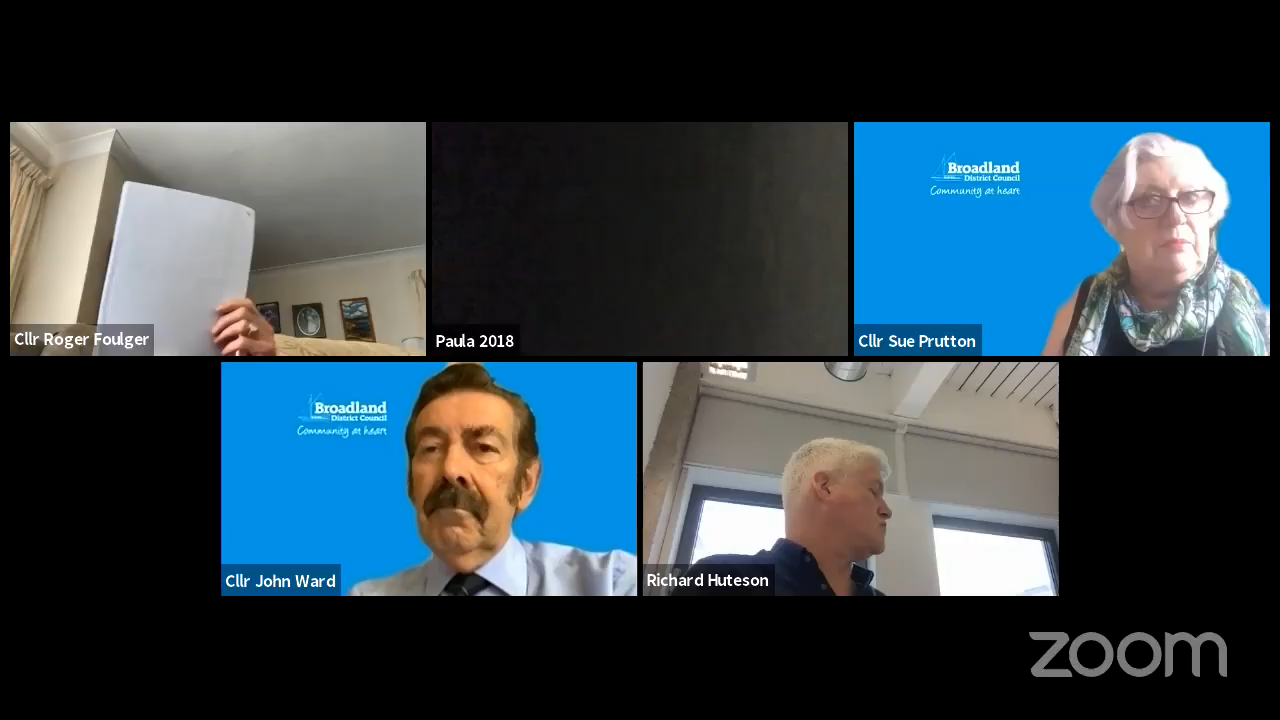 Broadland
District Council
Community at heart
Cllr Roger Foulger
Paula 2018
Cllr Sue Prutton
Broadland
District Council
Community at heart
Cllr John Ward
Richard Huteson
zoom